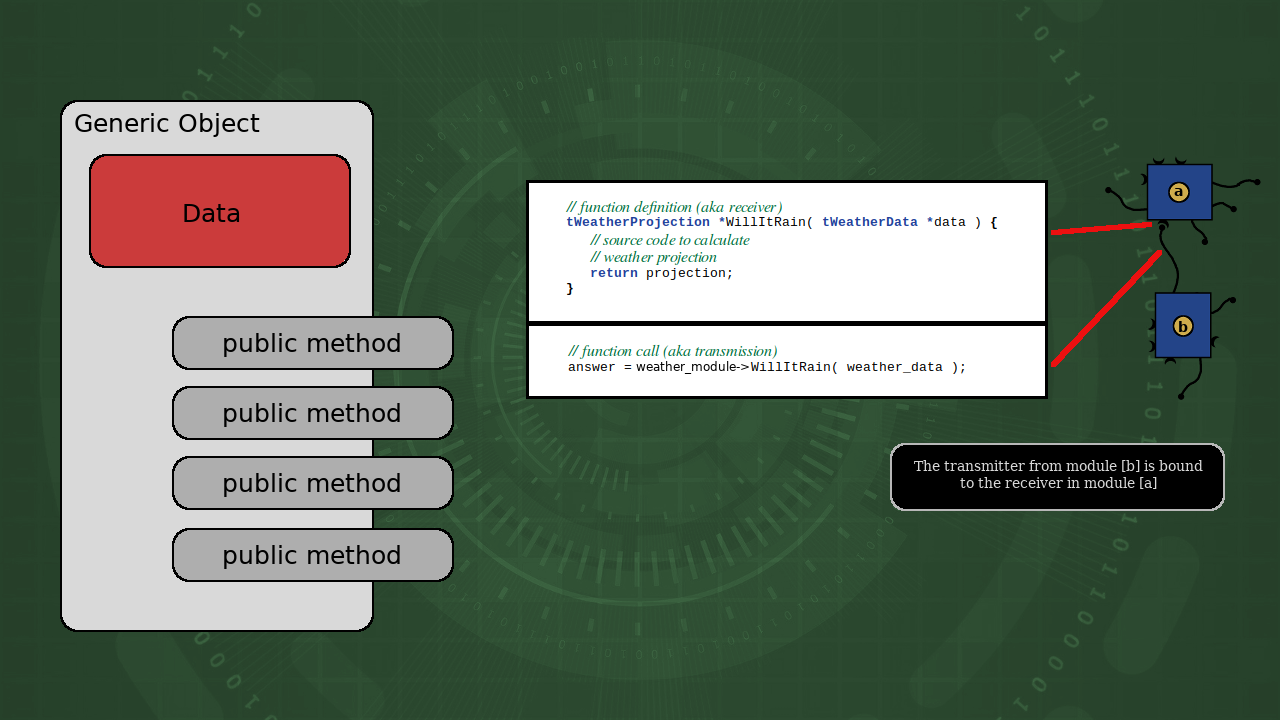 Generic Object
Data
public method
public method
public method
public method
// function definition (aka receiver)
tWeatherProjection *WillItRain( tWeatherData *data ) {
// source code to calculate
// weather projection
return projection;
}
// function call (aka transmission)
answer = weather_module->WillItRain( weather_data );
a
b
The transmitter from module [b] is bound
to the receiver in module [a]